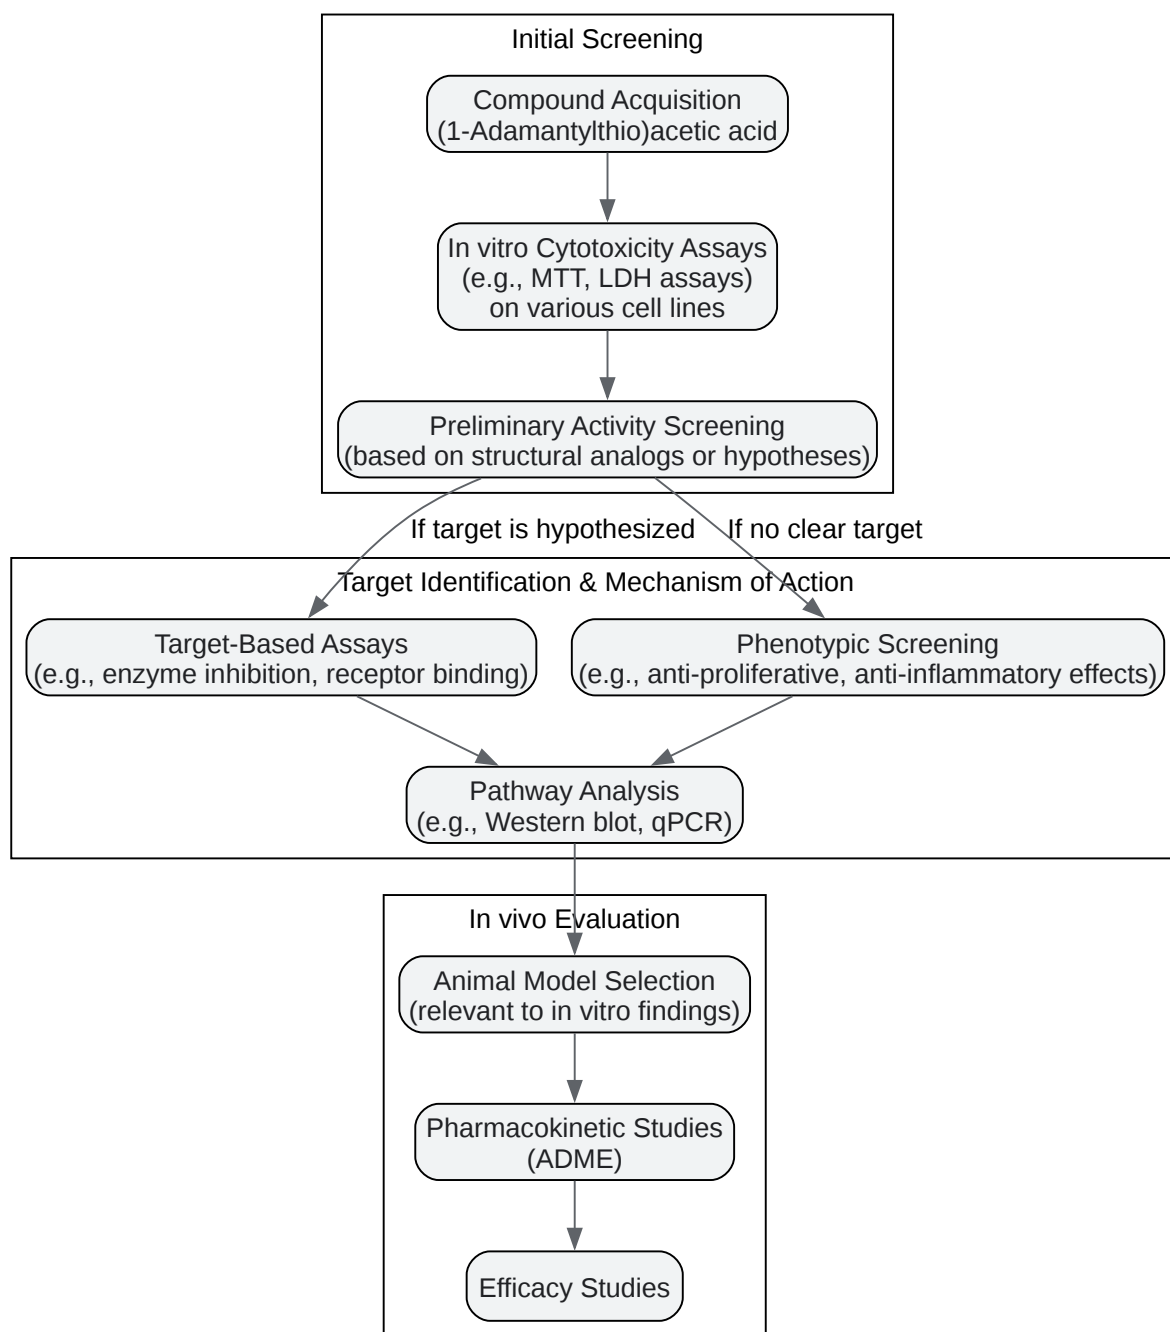 Initial Screening
Compound Acquisition
(1-Adamantylthio)acetic acid
In vitro Cytotoxicity Assays
(e.g., MTT, LDH assays)
on various cell lines
Preliminary Activity Screening
(based on structural analogs or hypotheses)
If target is hypothesized
If no clear target
Target Identification & Mechanism of Action
Target-Based Assays
(e.g., enzyme inhibition, receptor binding)
Phenotypic Screening
(e.g., anti-proliferative, anti-inflammatory effects)
Pathway Analysis
(e.g., Western blot, qPCR)
In vivo Evaluation
Animal Model Selection
(relevant to in vitro findings)
Pharmacokinetic Studies
(ADME)
Efficacy Studies